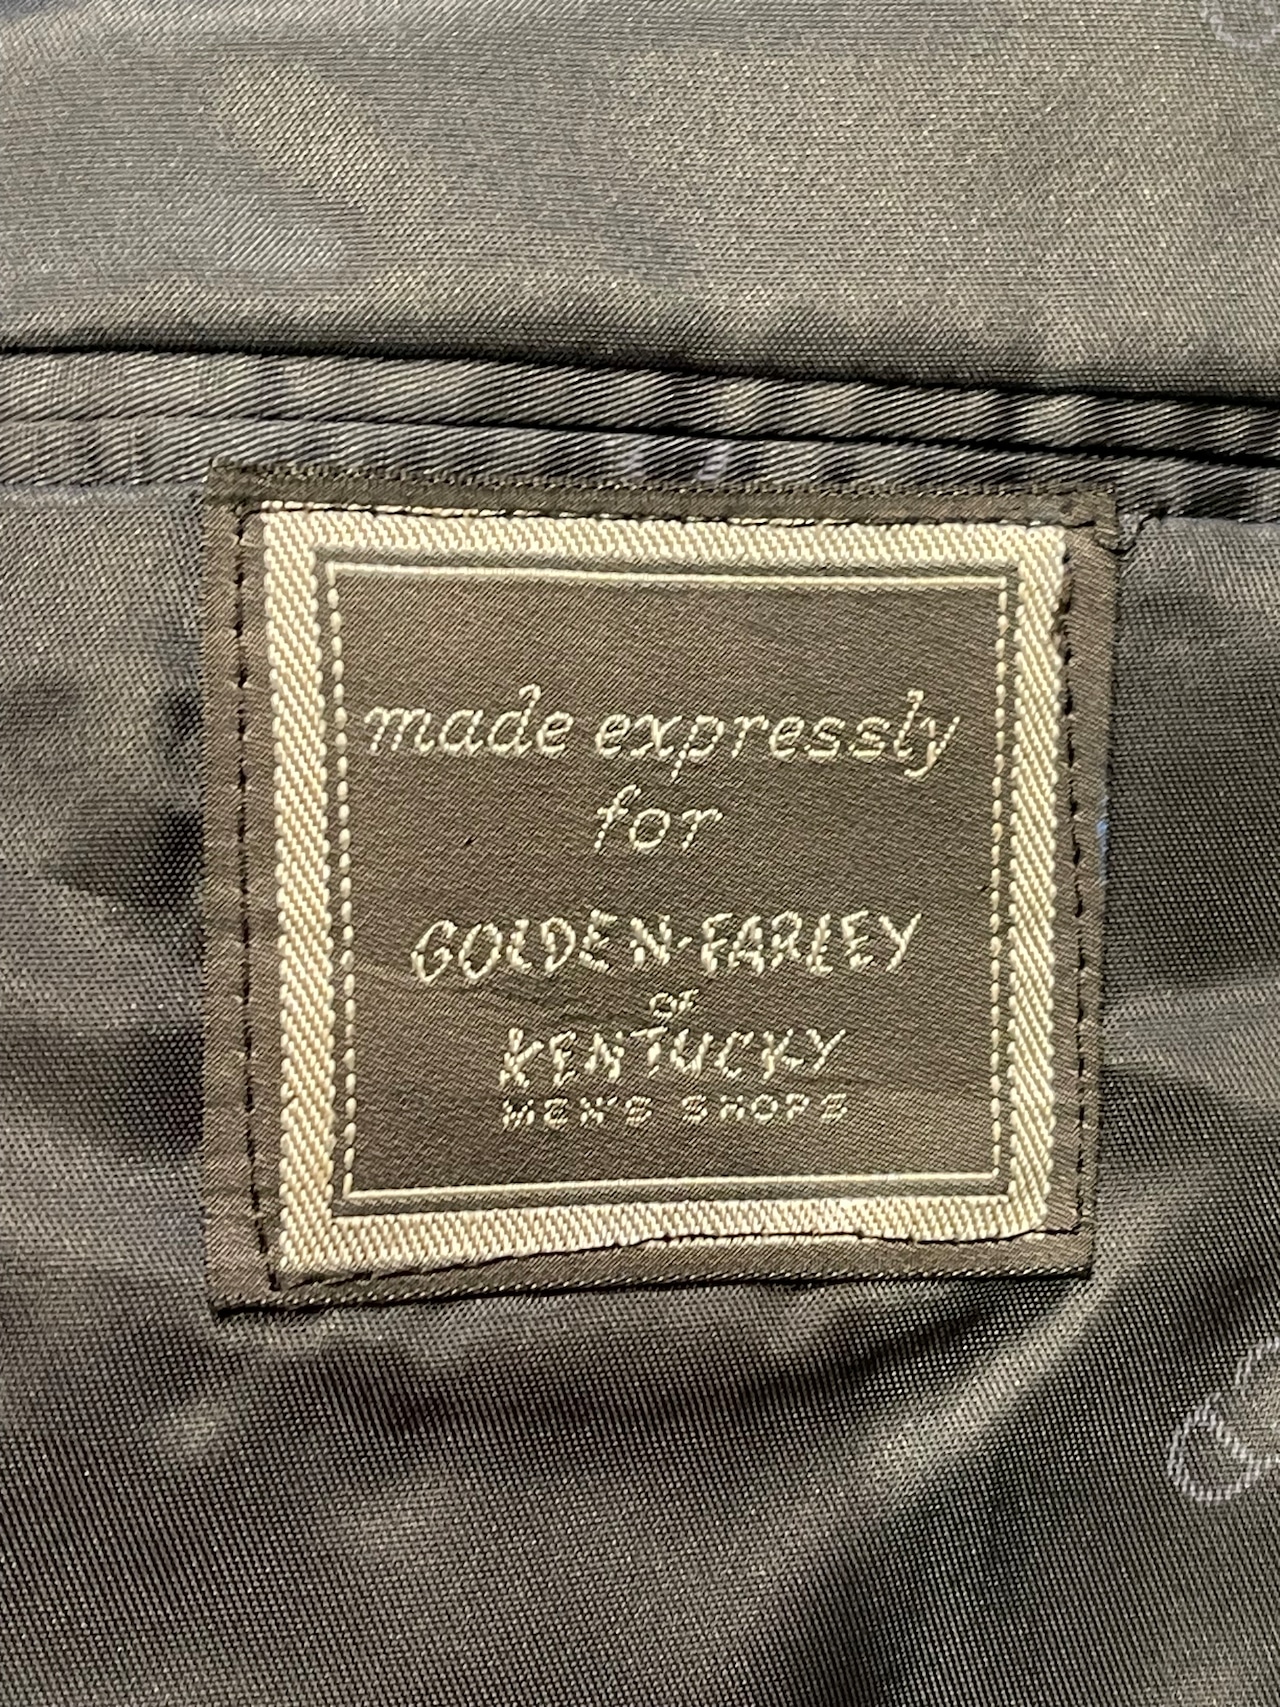 made expressly
for
GOLDEN-FARLEY
OF
KENTUCKY
MEN'S SHOPS